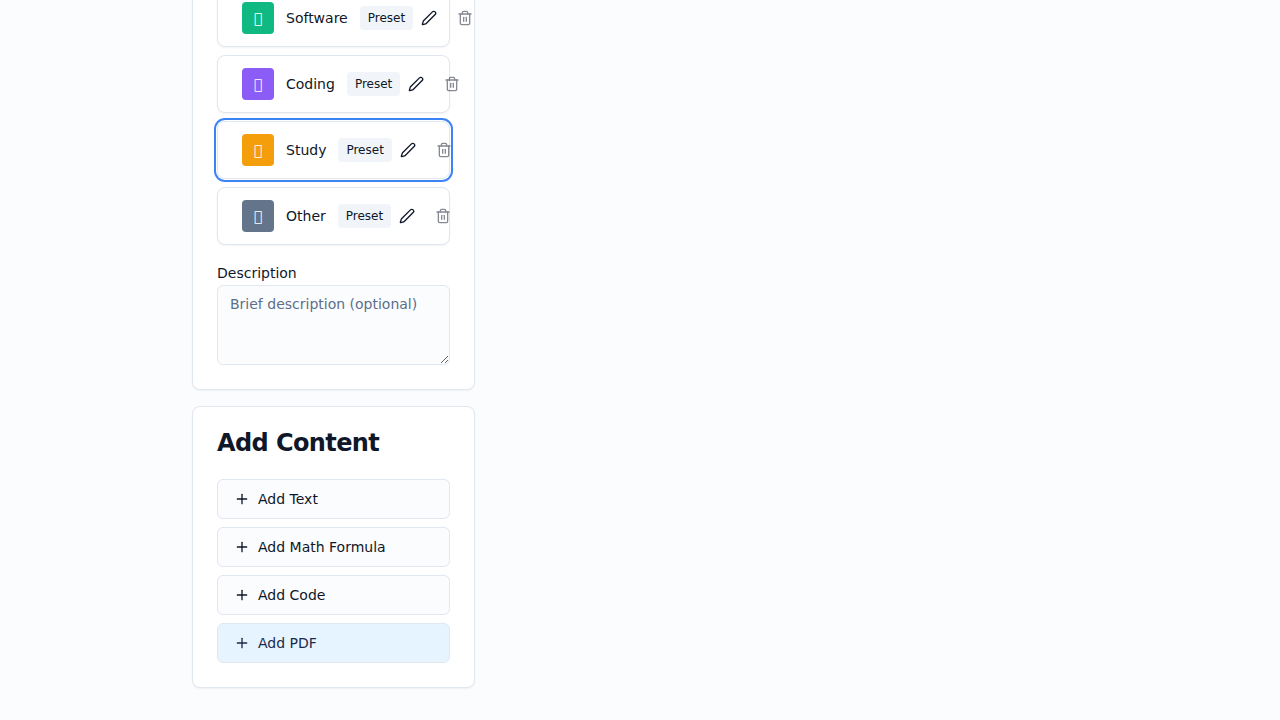 Software Preset
Coding Preset
Study Preset
Other Preset
Description
Brief description (optional)
Add Content
Add Text
Add Math Formula
Add Code
Add PDF